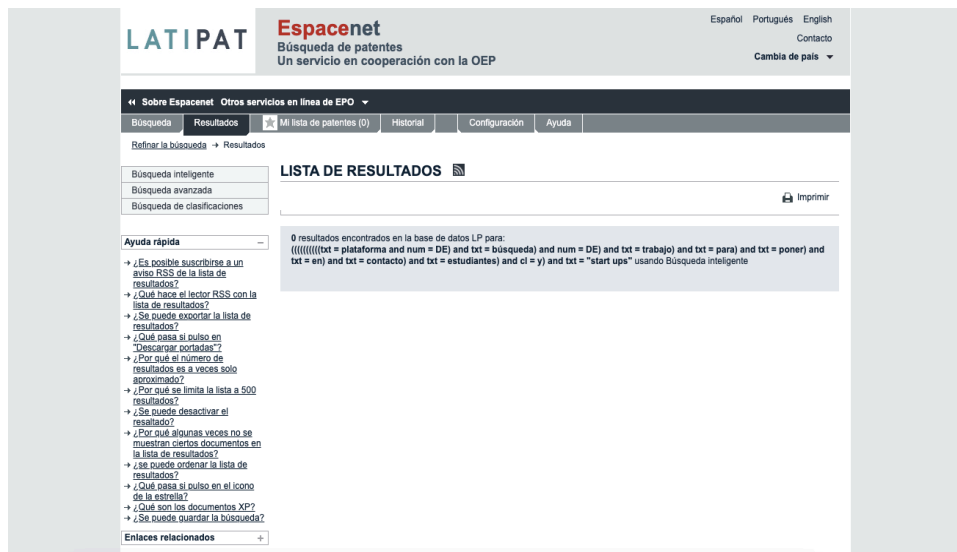 LATIPAT
Espacenet
Búsqueda de patentes
Un servicio en cooperación con la OEP
Español Português English
Contacto
Cambia de país
Sobre Espacenet Otros servicios en línea de EPO
Búsqueda Resultados Mi lista de patentes (0) Historial Configuración Ayuda
Refinar la búsqueda → Resultados
Búsqueda inteligente
Búsqueda avanzada
Búsqueda de clasificaciones
Ayuda rápida −
→ ¿Es posible suscribirse a un
aviso RSS de la lista de
resultados?
→ ¿Qué hace el lector RSS con la
lista de resultados?
→ ¿Se puede exportar la lista de
resultados?
→ ¿Qué pasa si pulso en
"Descargar portadas"?
→ ¿Por qué el número de
resultados es a veces solo
aproximado?
→ ¿Por qué se limita la lista a 500
resultados?
→ ¿Se puede desactivar el
resaltado?
→ ¿Por qué algunas veces no se
muestran ciertos documentos en
la lista de resultados?
→ ¿se puede ordenar la lista de
resultados?
→ ¿Qué pasa si pulso en el icono
de la estrella?
→ ¿Qué son los documentos XP?
→ ¿Se puede guardar la búsqueda?
Enlaces relacionados +
LISTA DE RESULTADOS
Imprimir
0 resultados encontrados en la base de datos LP para:
((((((((((txt = plataforma and num = DE) and txt = búsqueda) and num = DE) and txt = trabajo) and txt = para) and txt = poner) and
txt = en) and txt = contacto) and txt = estudiantes) and cl = y) and txt = "start ups" usando Búsqueda inteligente